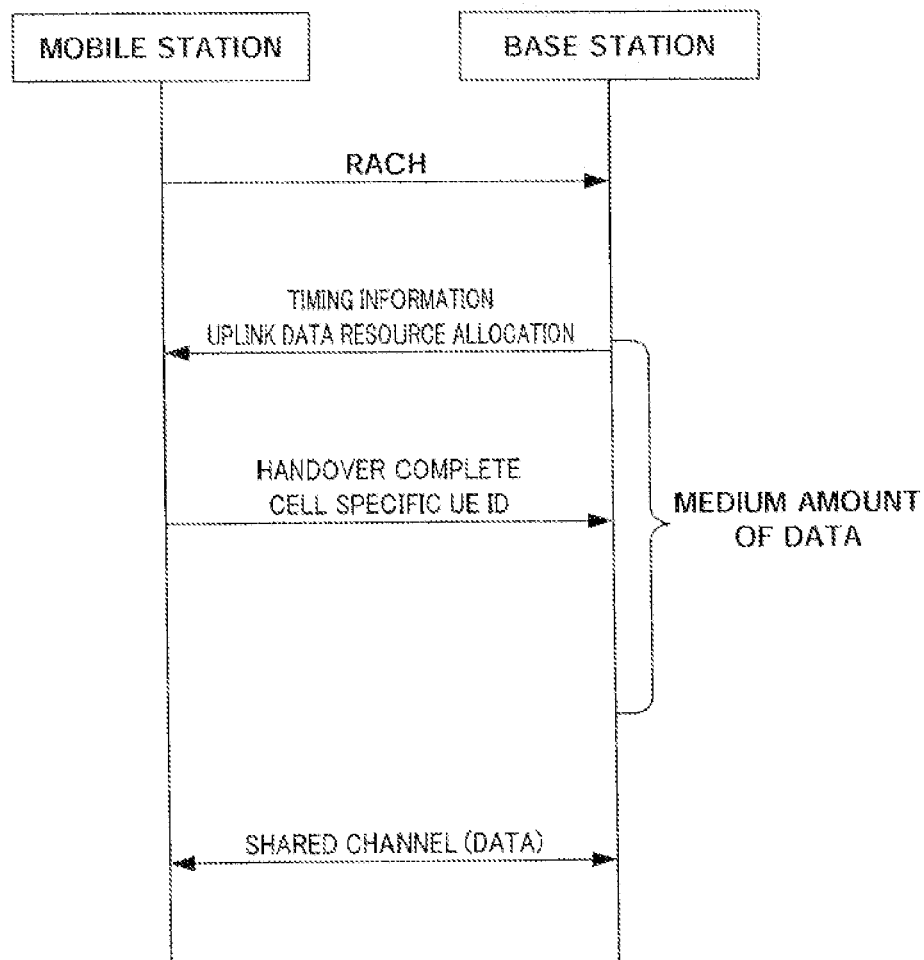 MOBILE STATION
BASE STATION
RACH
TIMING INFORMATION
UPLINK DATA RESOURCE ALLOCATION
HANDOVER COMPLETE
CELL SPECIFIC UE ID
MEDIUM AMOUNT
OF DATA
SHARED CHANNEL (DATA)